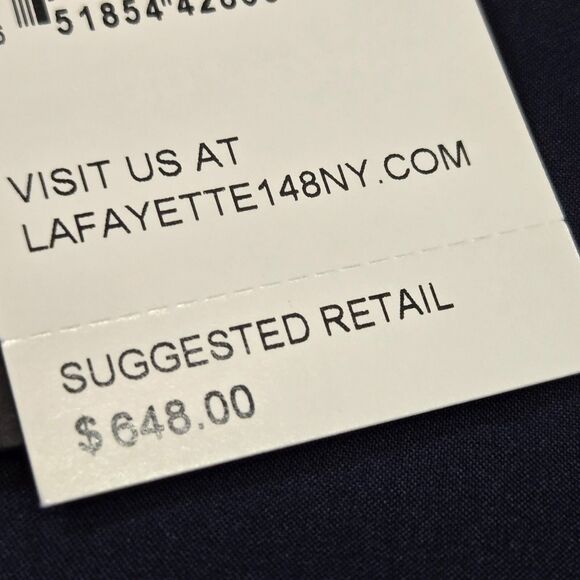 VISIT US AT
LAFAYETTE148NY.COM
SUGGESTED RETAIL
$648.00